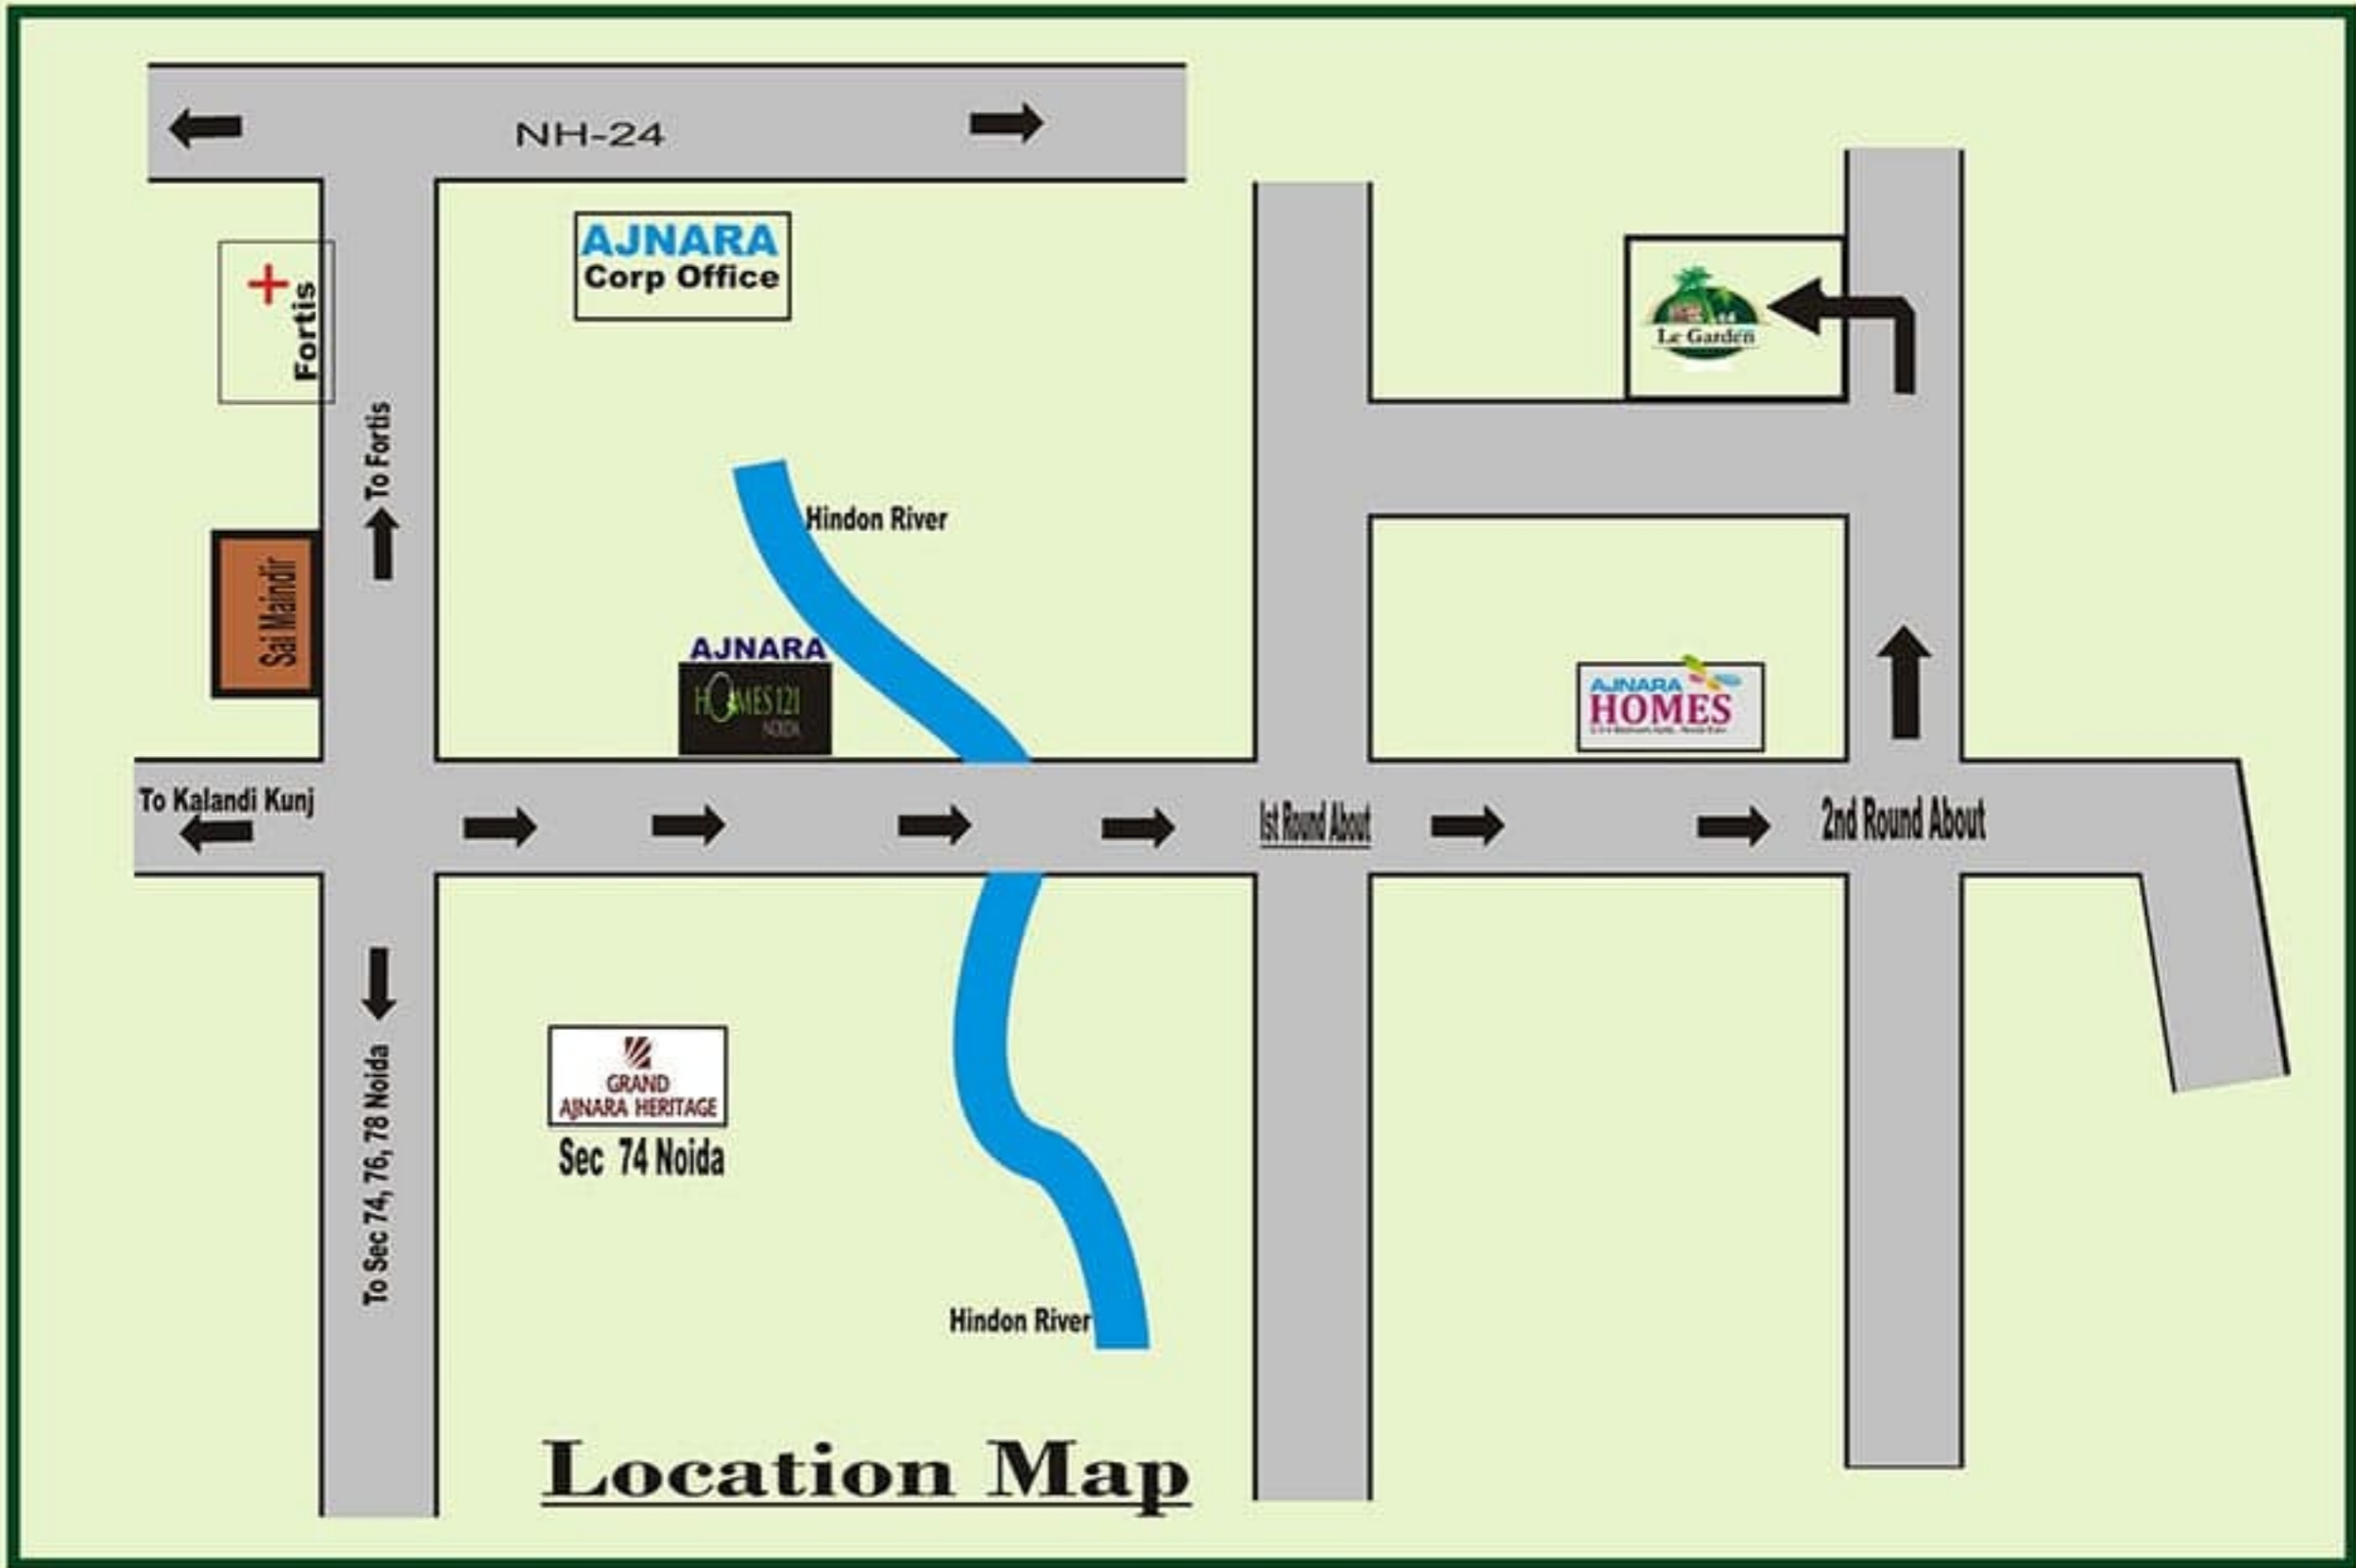 NH-24
AJNARA
Corp Office
Fortis
Le Garden
To Fortis
Hindon River
Sai Maindir
AJNARA
HOMES 121
NOIDA
AJNARA
HOMES
To Kalandi Kunj
1st Round About
2nd Round About
To Sec 74, 76, 78 Noida
GRAND
AJNARA HERITAGE
Sec 74 Noida
Hindon River
Location Map